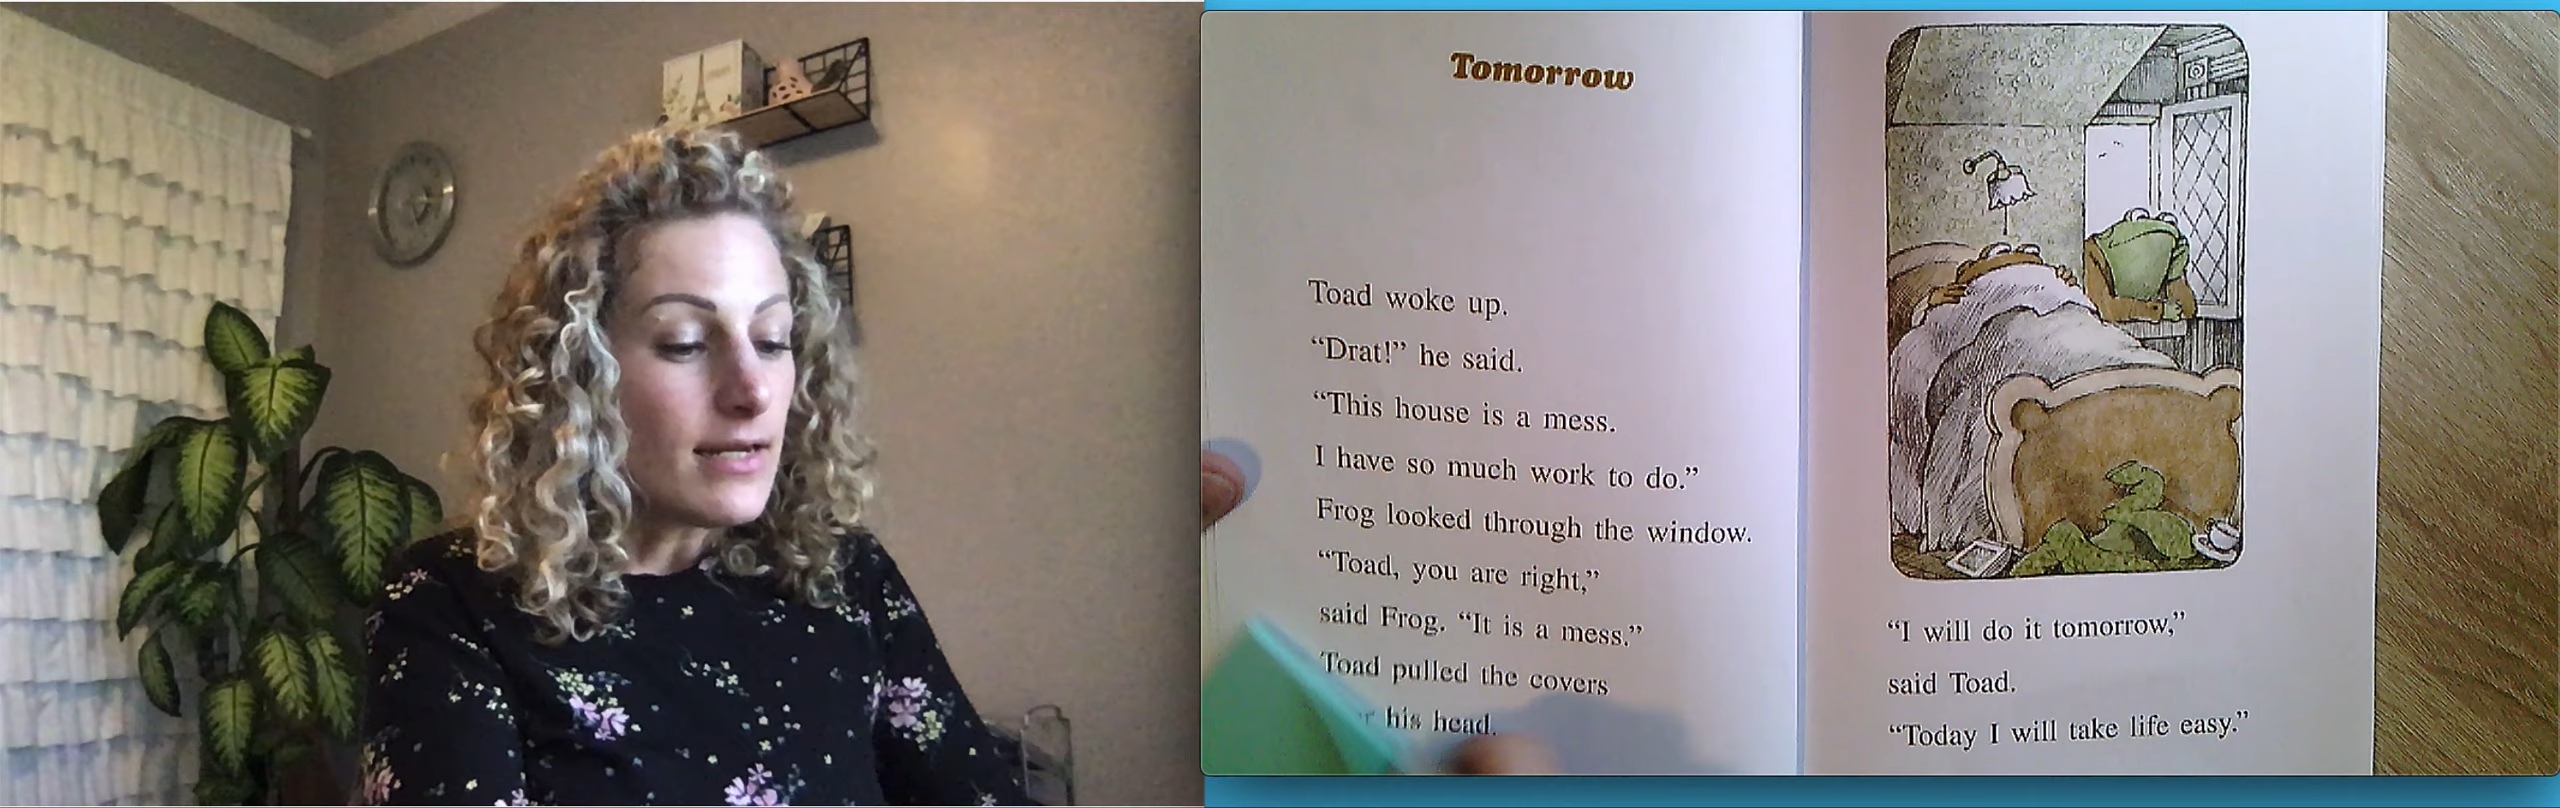 Tomorrow
Toad woke up.
“Drat!” he said.
“This house is a mess.
I have so much work to do.”
Frog looked through the window.
“Toad, you are right,”
said Frog. “It is a mess.”
Toad pulled the covers
his head.
“I will do it tomorrow,”
said Toad.
“Today I will take life easy.”